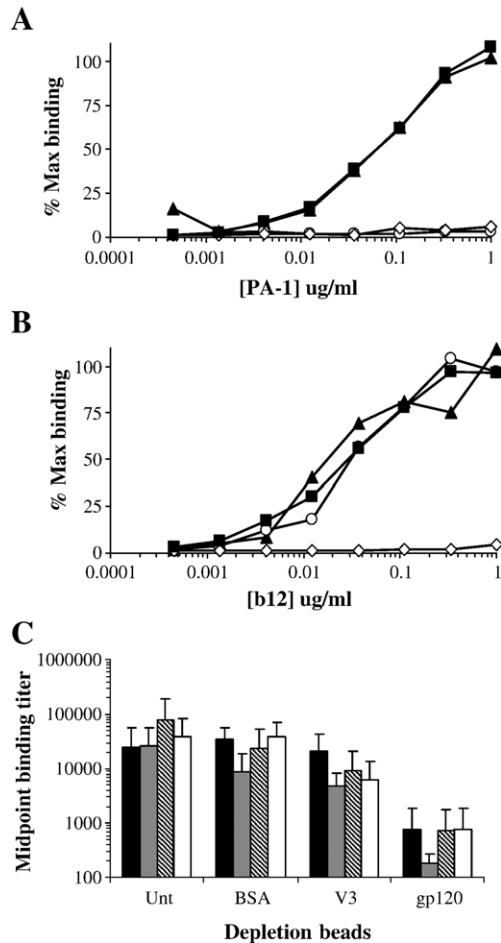 A
% Max binding
100
75
50
25
0
0.0001 0.001 0.01 0.1 1
[PA-1] ug/ml
B
% Max binding
100
75
50
25
0
0.0001 0.001 0.01 0.1 1
[b12] ug/ml
C
Midpoint binding titer
1000000
100000
10000
1000
100
Unt BSA V3 gp120
Depletion beads